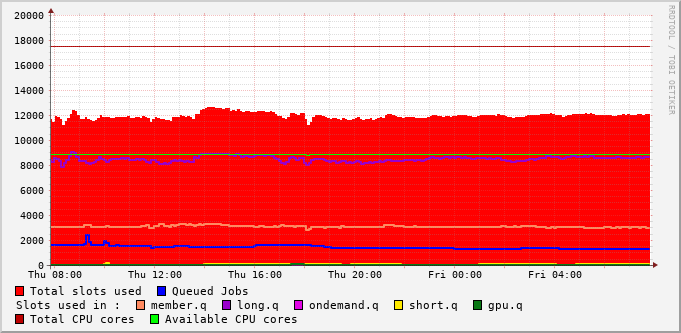 RRDTOOL / TOBI OETIKER
20000
18000
16000
14000
12000
10000
8000
6000
4000
2000
0
Thu 08:00 Thu 12:00 Thu 16:00 Thu 20:00 Fri 00:00 Fri 04:00
Total slots used Queued Jobs
Slots used in : member.q long.q ondemand.q short.q gpu.q
Total CPU cores Available CPU cores